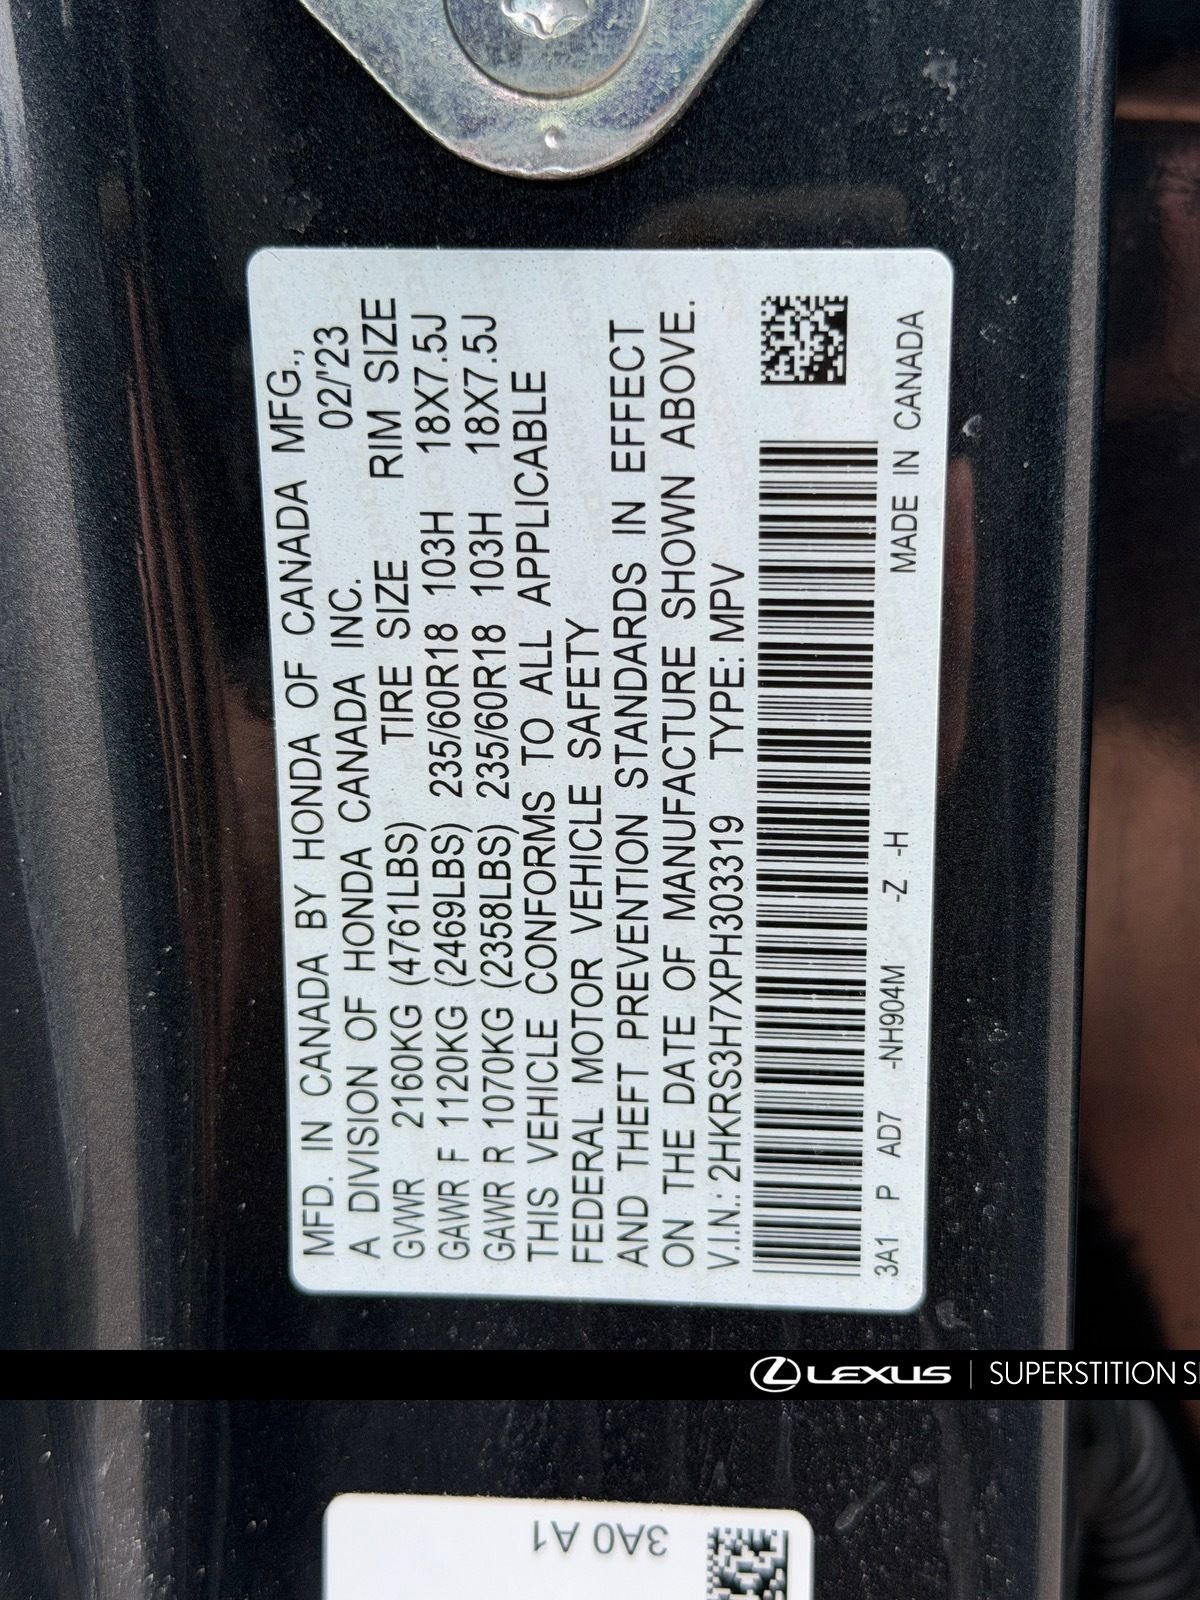 MFD. IN CANADA BY HONDA OF CANADA MFG.,
A DIVISION OF HONDA CANADA INC. 02/'23
GVWR 2160KG (4761LBS) TIRE SIZE RIM SIZE
GAWR F 1120KG (2469LBS) 235/60R18 103H 18X7.5J
GAWR R 1070KG (2358LBS) 235/60R18 103H 18X7.5J
THIS VEHICLE CONFORMS TO ALL APPLICABLE
FEDERAL MOTOR VEHICLE SAFETY
AND THEFT PREVENTION STANDARDS IN EFFECT
ON THE DATE OF MANUFACTURE SHOWN ABOVE.
V.I.N.: 2HKRS3H7XPH303319 TYPE: MPV
3A1 P AD7 -NH904M -Z -H MADE IN CANADA
LEXUS | SUPERSTITION
3A0 A1